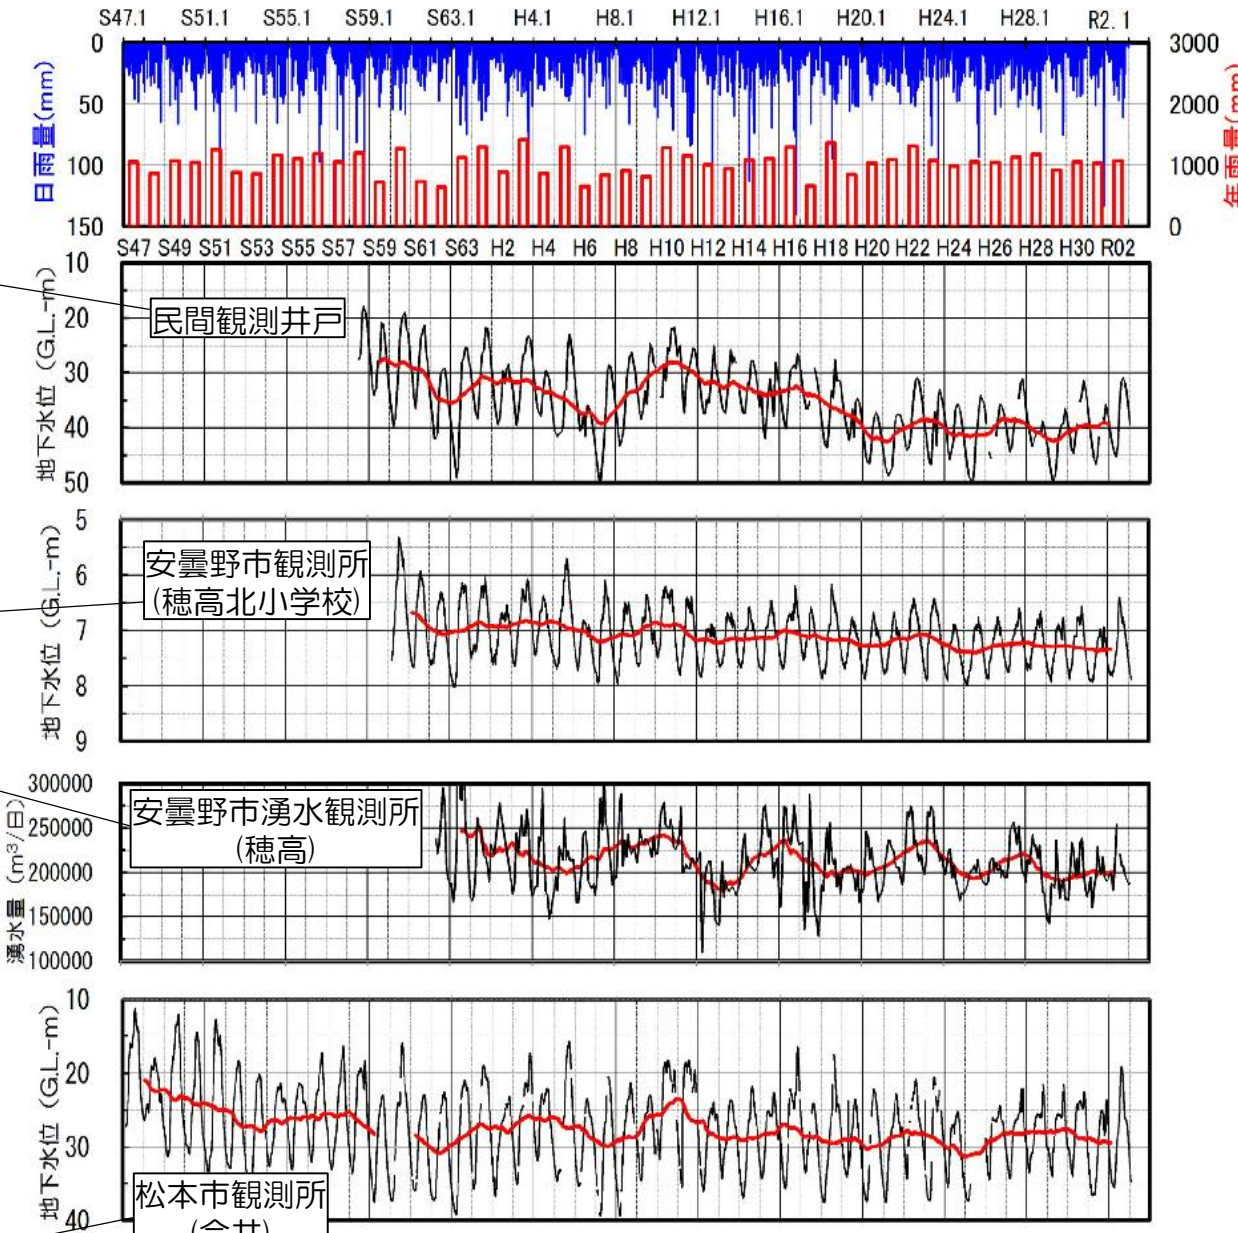 S47.1 S51.1 S55.1 S59.1 S63.1 H4.1 H8.1 H12.1 H16.1 H20.1 H24.1 H28.1 R2.1
日雨量(mm)
0
50
100
150
3000
2000
1000
0
年雨量(mm)
S47 S49 S51 S53 S55 S57 S59 S61 S63 H2 H4 H6 H8 H10 H12 H14 H16 H18 H20 H22 H24 H26 H28 H30 R02
地下水位 (G.L.-m)
10
20
30
40
50
民間観測井戸
地下水位 (G.L.-m)
5
6
7
8
9
安曇野市観測所
(穂高北小学校)
湧水量 (m³/日)
300000
250000
200000
150000
100000
安曇野市湧水観測所
(穂高)
地下水位 (G.L.-m)
10
20
30
40
松本市観測所
(今井)